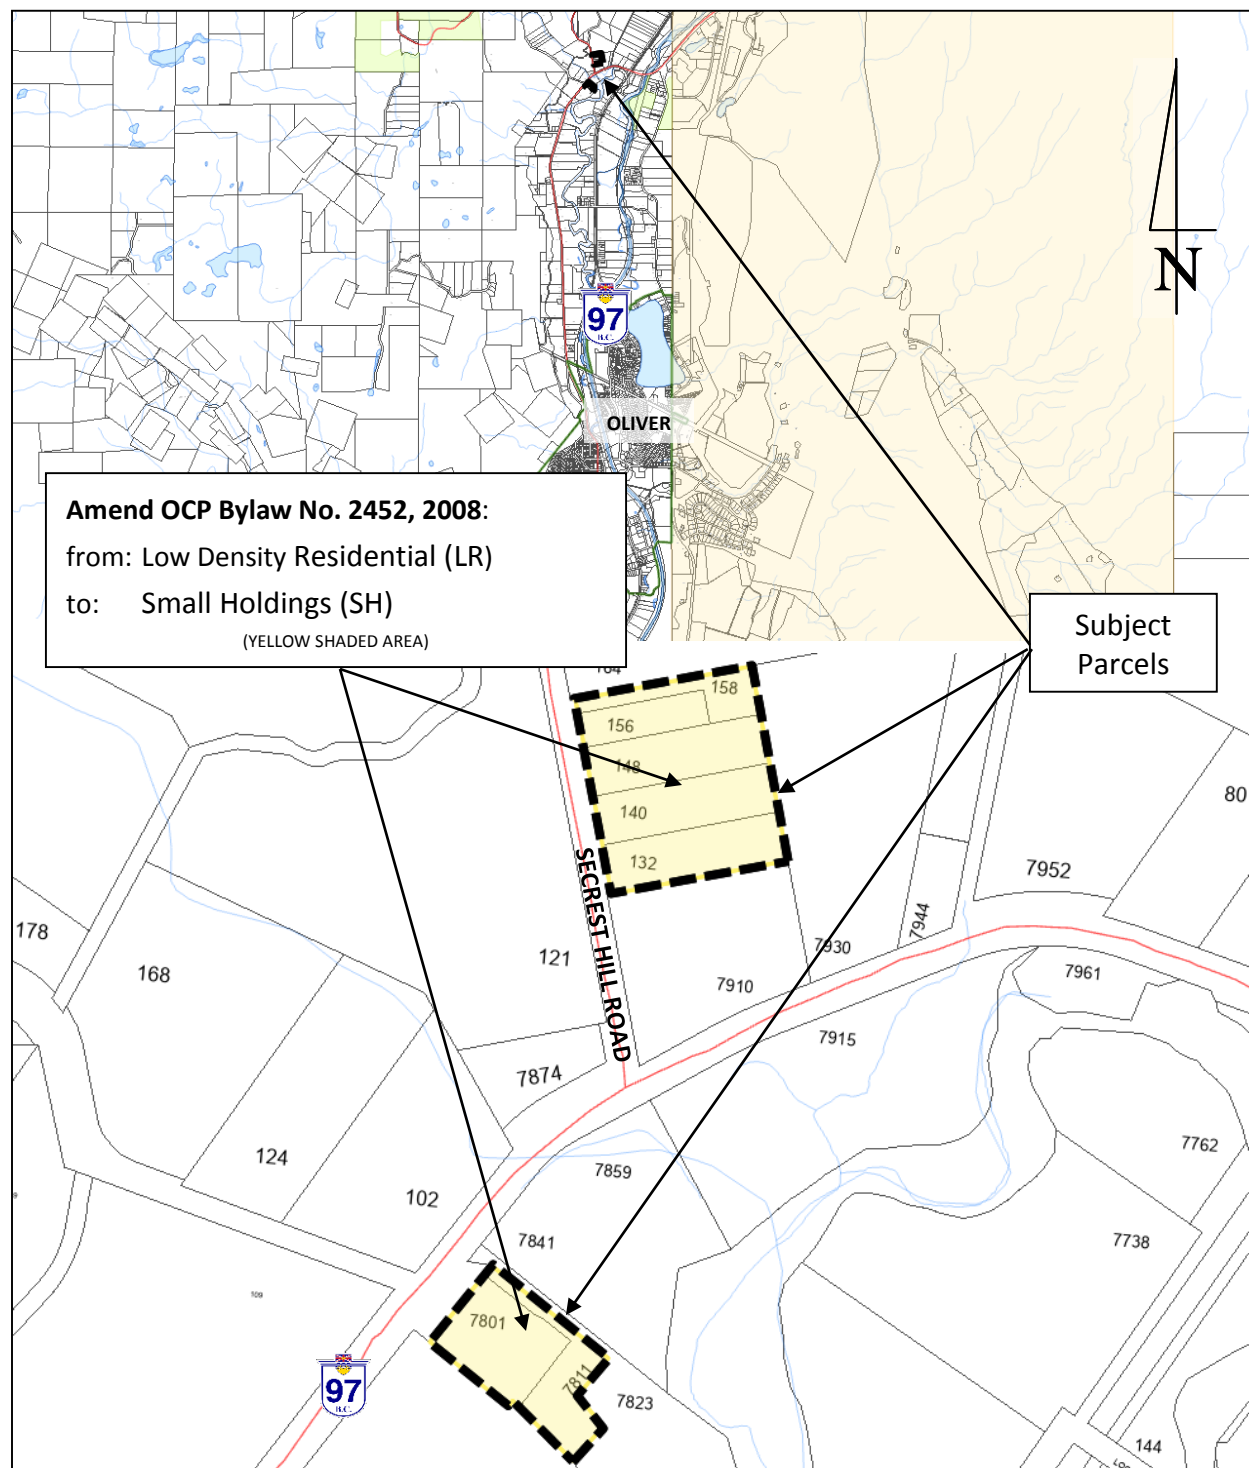 97
B.C.
N
OLIVER
Amend OCP Bylaw No. 2452, 2008:
from: Low Density Residential (LR)
to: Small Holdings (SH)
(YELLOW SHADED AREA)
Subject
Parcels
164
158
156
148
140
132
80
SECREST HILL ROAD
7952
178
168
121
7944
7930
7910
7961
7915
7874
124
102
7859
7762
7841
7738
109
7801
7811
7823
97
B.C.
144